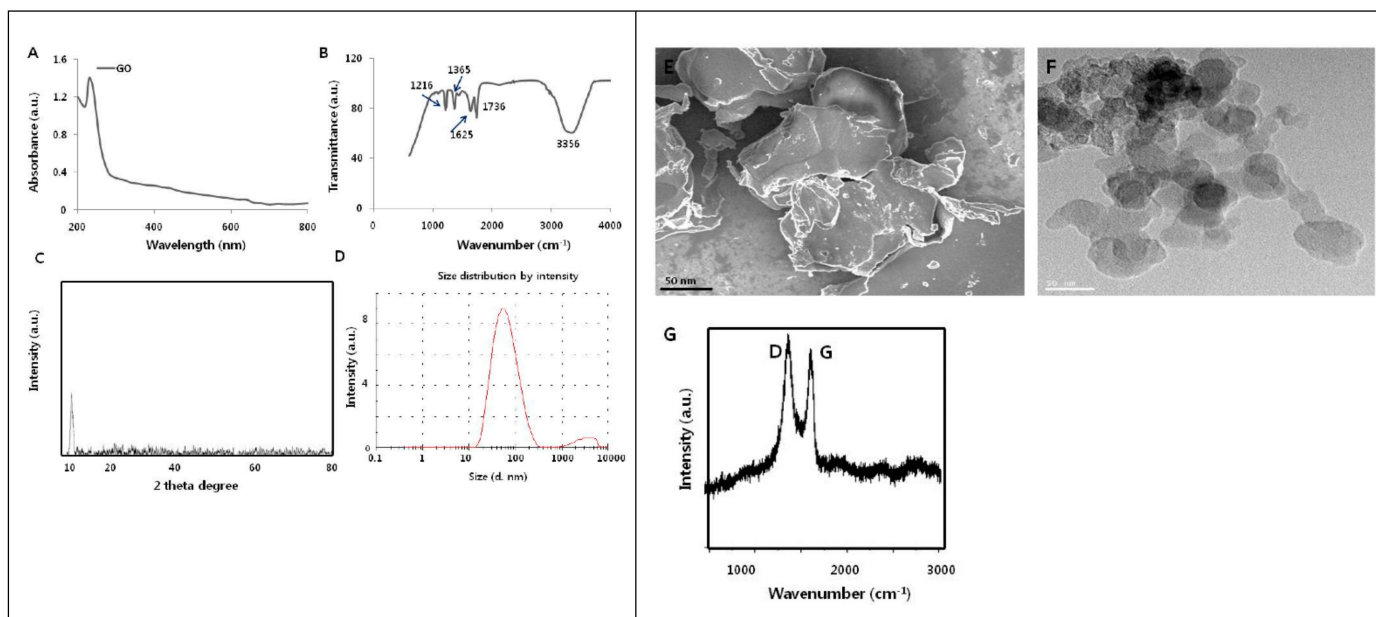 A
1.6
1.2
0.8
0.4
0
GO
200
400
600
800
Absorbance (a.u.)
Wavelength (nm)
B
120
80
40
0
1216
1365
1625
1736
3356
0
1000
2000
3000
4000
Transmittance (a.u.)
Wavenumber (cm⁻¹)
C
Intensity (a.u.)
10
20
40
60
80
2 theta degree
D
Size distribution by intensity
8
4
0
Intensity (a.u.)
0.1
1
10
100
1000
10000
Size (d. nm)
E
50 nm
F
50 nm
G
D
G
Intensity (a.u.)
1000
2000
3000
Wavenumber (cm⁻¹)